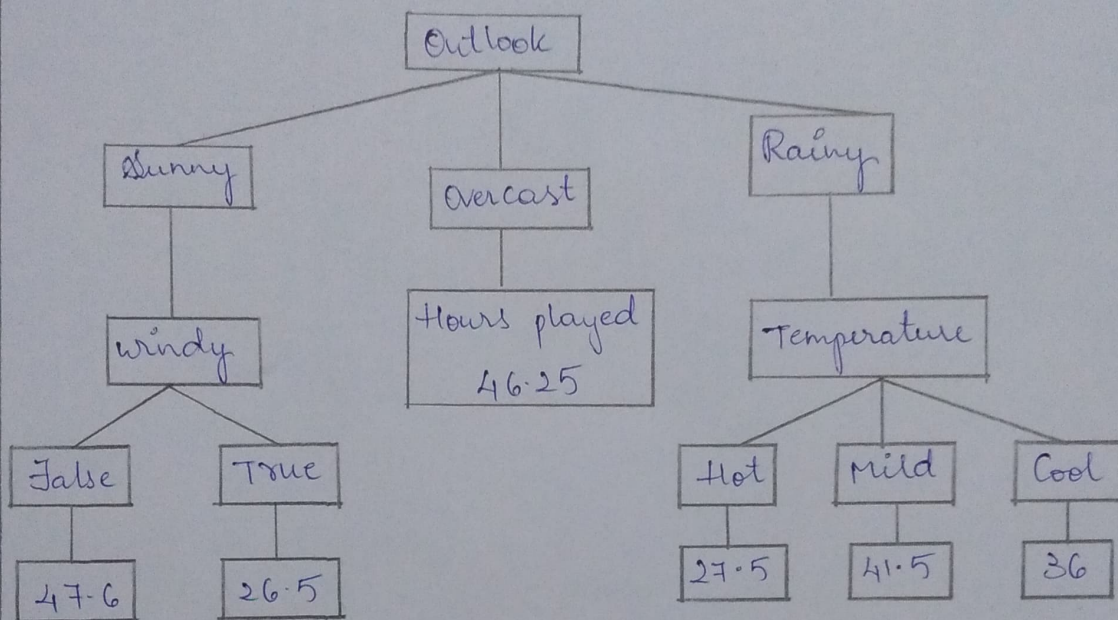 Outlook
Sunny
Overcast
Rainy
Windy
Hours played
46.25
Temperature
False
True
Hot
Mild
Cool
47.6
26.5
27.5
41.5
36